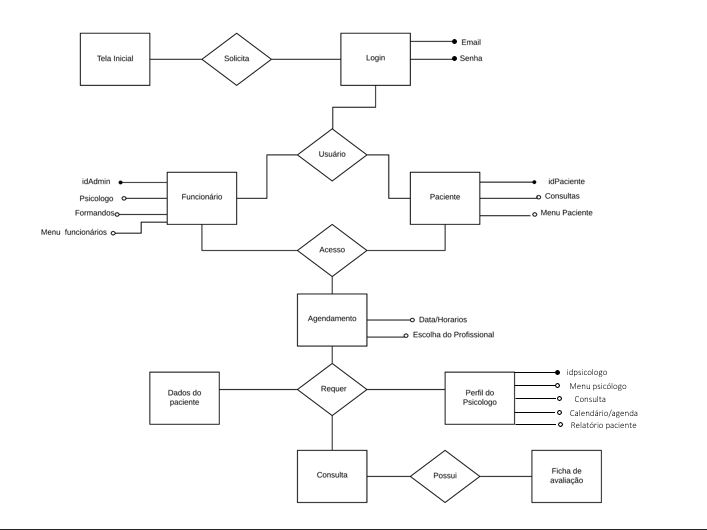 Tela Inicial
Solicita
Login
Email
Senha
Usuário
idAdmin
Psicologo
Formandos
Menu funcionários
Funcionário
Paciente
idPaciente
Consultas
Menu Paciente
Acesso
Agendamento
Data/Horarios
Escolha do Profissional
Dados do
paciente
Requer
Perfil do
Psicologo
idpsicologo
Menu psicólogo
Consulta
Calendário/agenda
Relatório paciente
Consulta
Possui
Ficha de
avaliação